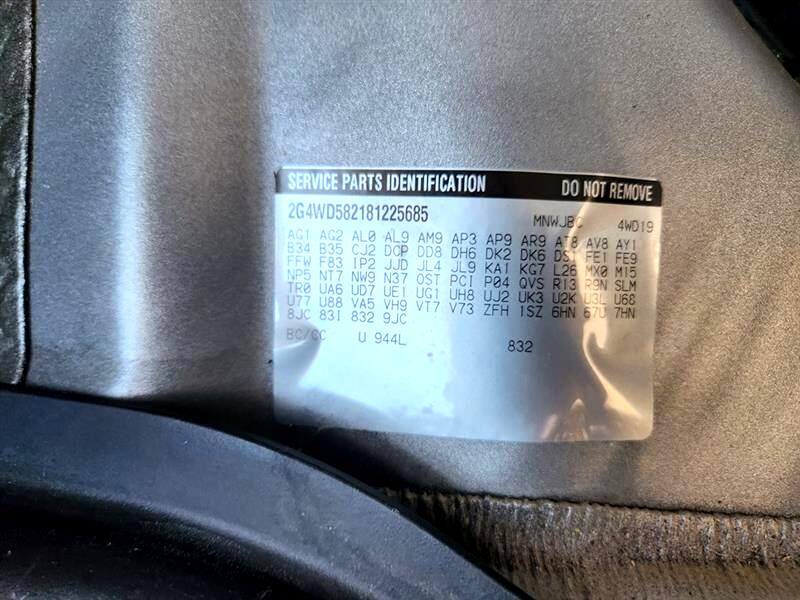 SERVICE PARTS IDENTIFICATION DO NOT REMOVE
2G4WD582181225685 MNWJBC 4WD19
AG1 AG2 AL0 AL9 AM9 AP3 AP9 AR9 AT8 AV8 AY1
B34 B35 CJ2 DCP DD8 DH6 DK2 DK6 DS1 FE1 FE9
FFW F83 IP2 JJD JL4 JL9 KA1 KG7 L26 MX0 M15
NP5 NT7 NW9 N37 OST PCI P04 QVS R13 R9N SLM
TR0 UA6 UD7 UE1 UG1 UH8 UJ2 UK3 U2K U3L U68
U77 U88 VA5 VH9 VT7 V73 ZFH 1SZ 6HN 67U 7HN
8JC 83I 832 9JC
BC/CC U 944L 832